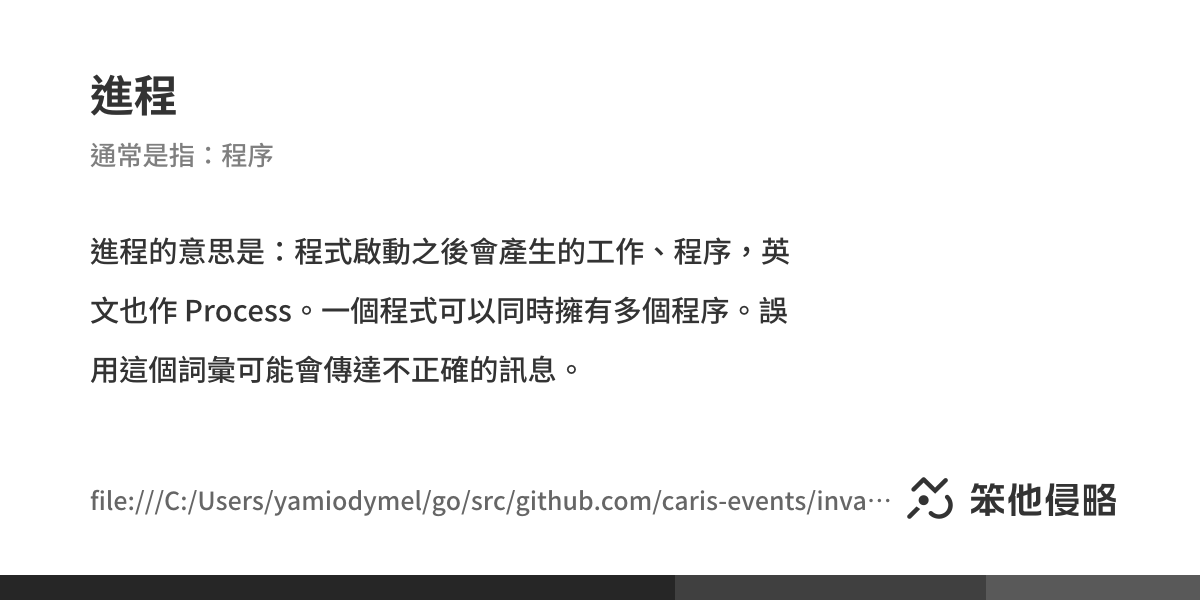 進程
通常是指：程序
進程的意思是：程式啟動之後會產生的工作、程序，英
文也作 Process。一個程式可以同時擁有多個程序。誤
用這個詞彙可能會傳達不正確的訊息。
file:///C:/Users/yamiodymel/go/src/github.com/caris-events/inva…
笨他侵略